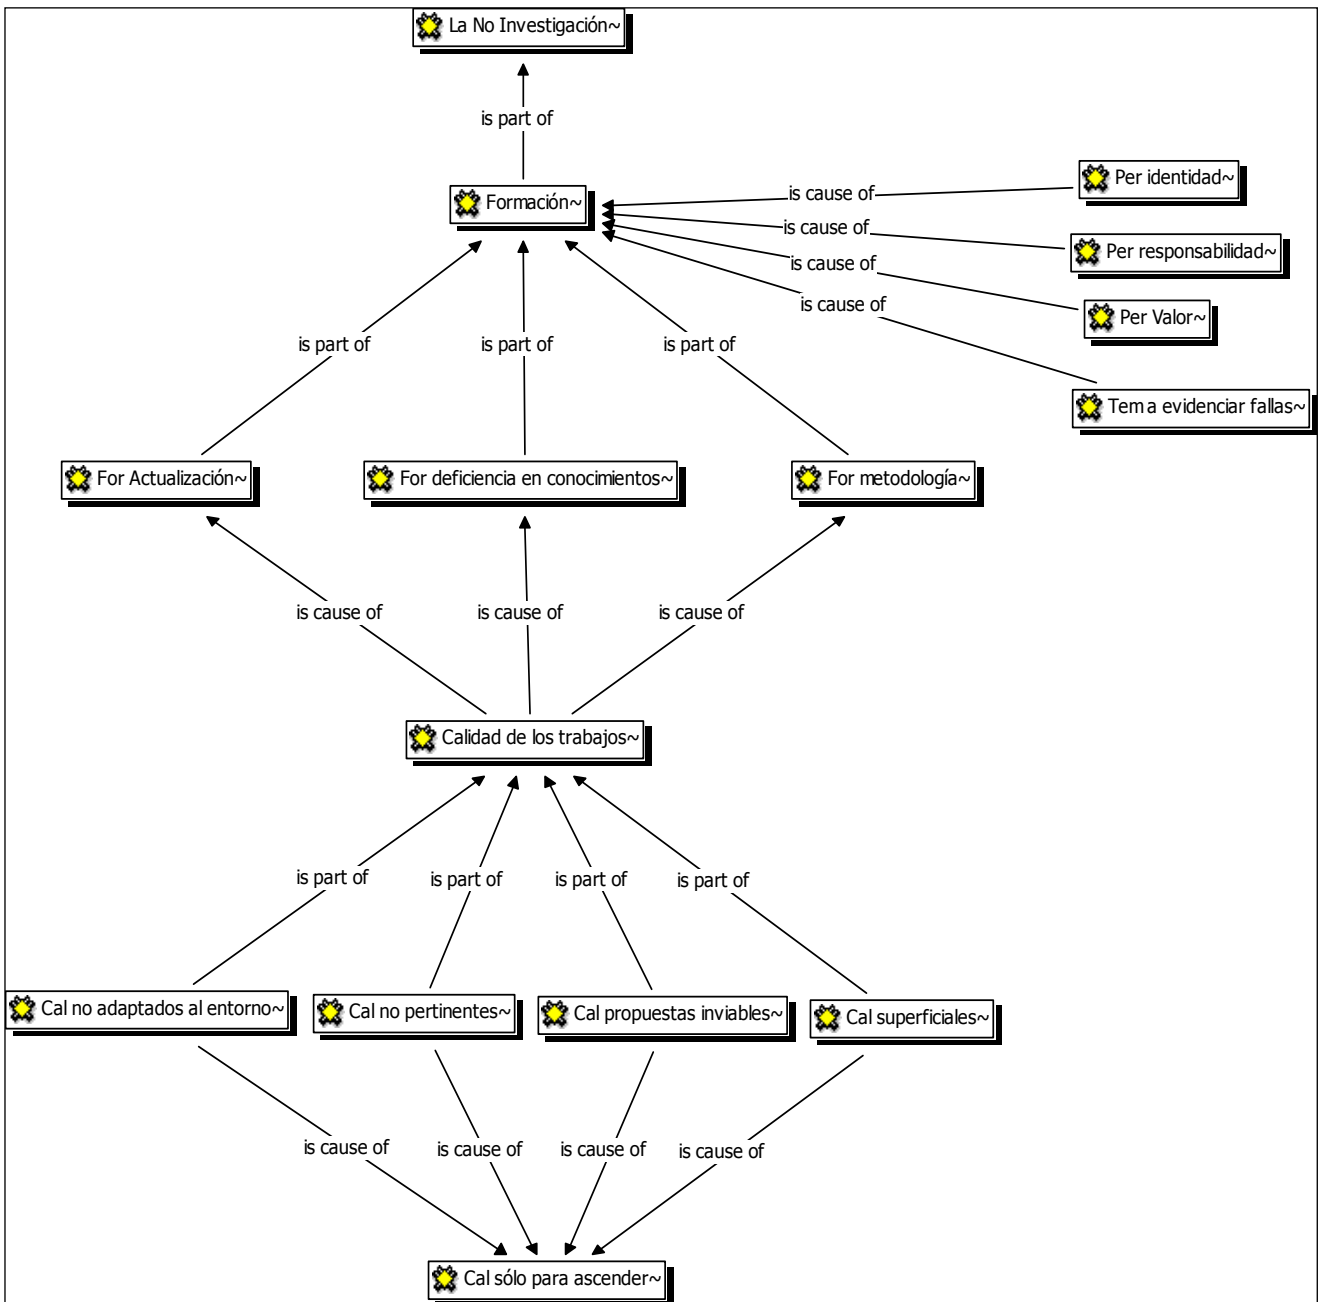 La No Investigación~
is part of
Per identidad~
is cause of
Formación~
is cause of
Per responsabilidad~
is cause of
Per Valor~
is cause of
is part of
is part of
is part of
Tem a evidenciar fallas~
For Actualización~
For deficiencia en conocimientos~
For metodología~
is cause of
is cause of
is cause of
Calidad de los trabajos~
is part of
is part of
is part of
is part of
Cal no adaptados al entorno~
Cal no pertinentes~
Cal propuestas inviables~
Cal superficiales~
is cause of
is cause of
is cause of
is cause of
Cal sólo para ascender~